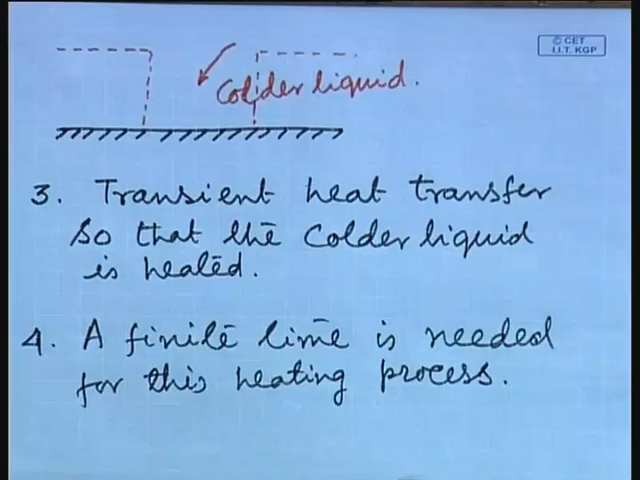 © CET
I.I.T. KGP
Colder liquid.
3. Transient heat transfer
so that the colder liquid
is heated.
4. A finite time is needed
for this heating process.